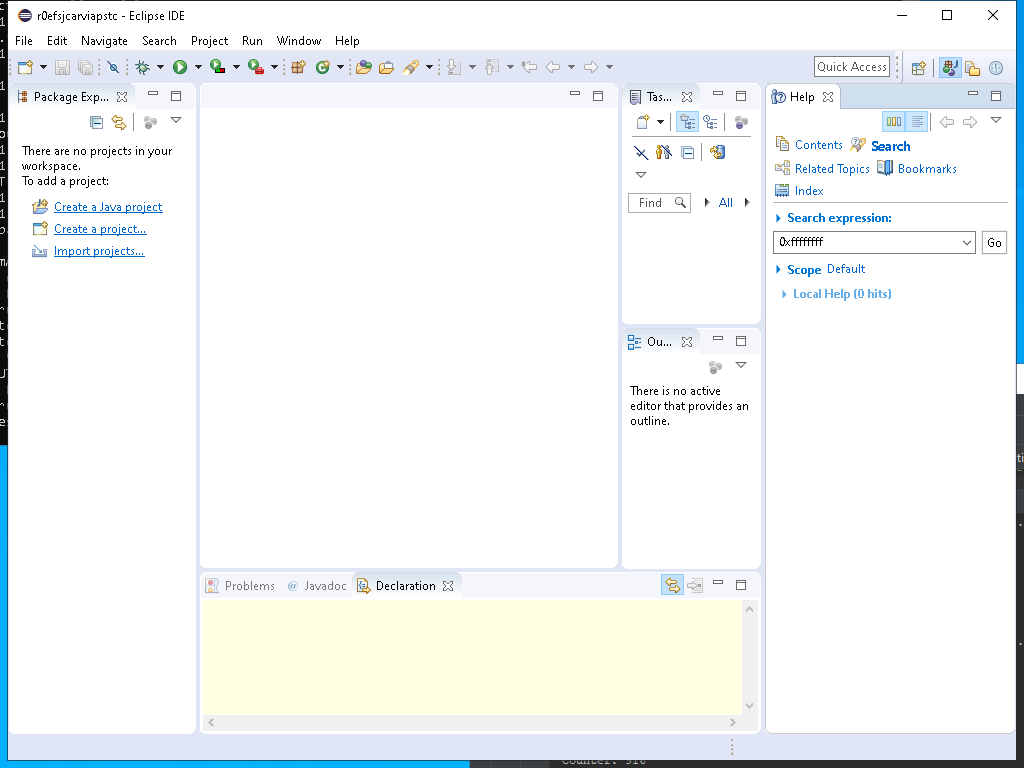 r0efsjcarviapstc - Eclipse IDE
File Edit Navigate Search Project Run Window Help
Quick Access
Package Exp...
There are no projects in your
workspace.
To add a project:
Create a Java project
Create a project...
Import projects...
Tas...
Find
All
Ou...
There is no active
editor that provides an
outline.
Help
Contents Search
Related Topics Bookmarks
Index
Search expression:
0xffffffff
Go
Scope Default
Local Help (0 hits)
Problems @ Javadoc Declaration